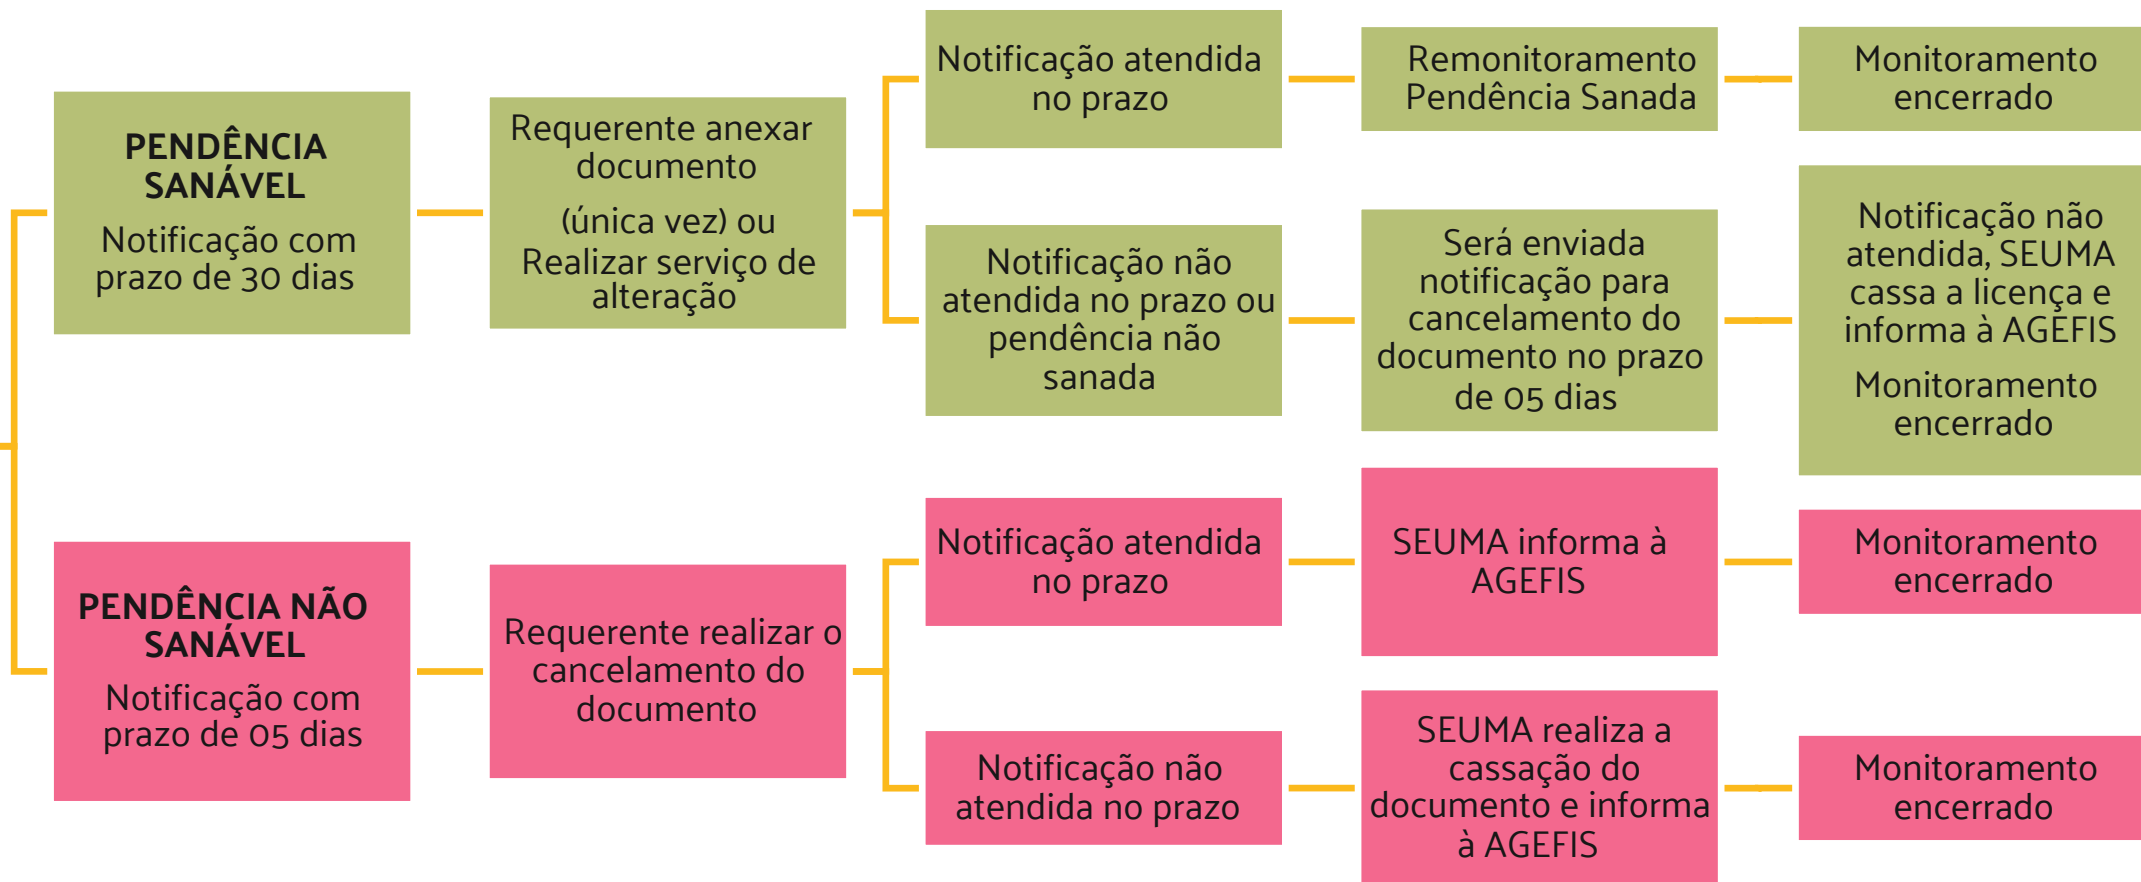 PENDÊNCIA
SANÁVEL
Notificação com
prazo de 30 dias
Requerente anexar
documento
(única vez) ou
Realizar serviço de
alteração
Notificação atendida
no prazo
Remonitoramento
Pendência Sanada
Monitoramento
encerrado
Notificação não
atendida no prazo ou
pendência não
sanada
Será enviada
notificação para
cancelamento do
documento no prazo
de 05 dias
Notificação não
atendida, SEUMA
cassa a licença e
informa à AGEFIS
Monitoramento
encerrado
PENDÊNCIA NÃO
SANÁVEL
Notificação com
prazo de 05 dias
Requerente realizar o
cancelamento do
documento
Notificação atendida
no prazo
SEUMA informa à
AGEFIS
Monitoramento
encerrado
Notificação não
atendida no prazo
SEUMA realiza a
cassação do
documento e informa
à AGEFIS
Monitoramento
encerrado